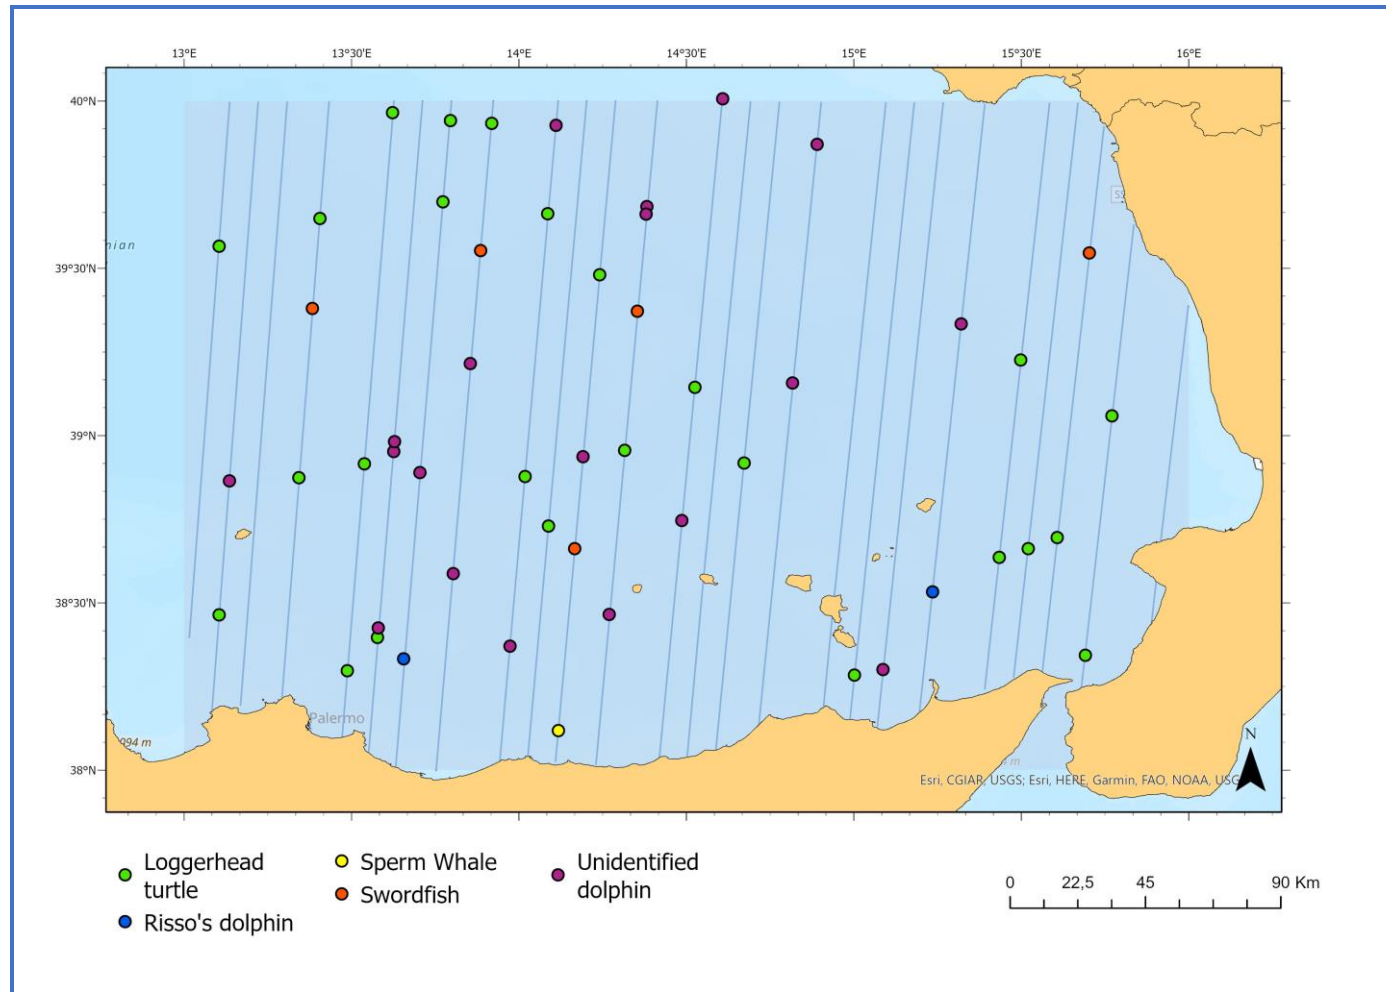 13°E 13°30'E 14°E 14°30'E 15°E 15°30'E 16°E
40°N
39°30'N
39°N
38°30'N
38°N
nian
Palermo
094 m
N
Esri, CGIAR, USGS; Esri, HERE, Garmin, FAO, NOAA, USG
Loggerhead
turtle
Risso's dolphin
Sperm Whale
Swordfish
Unidentified
dolphin
0 22,5 45 90 Km